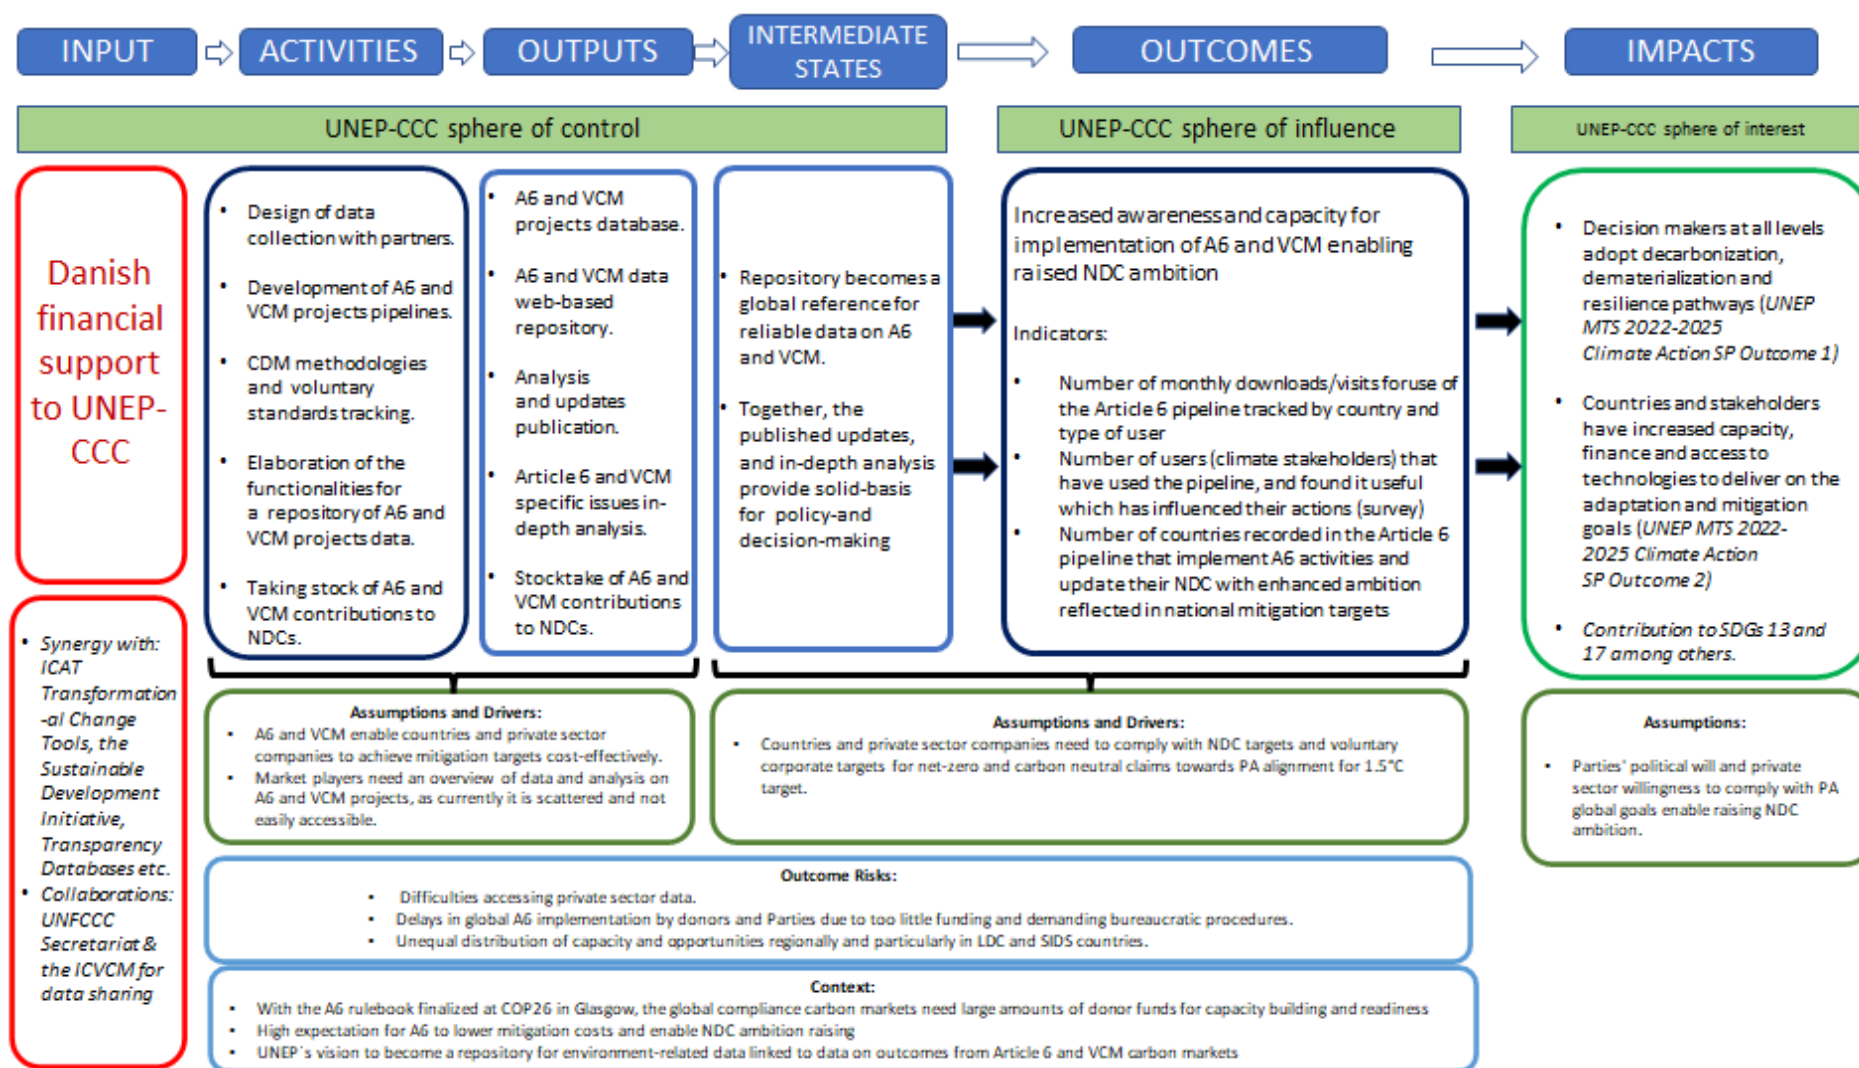 INPUT
ACTIVITIES
OUTPUTS
INTERMEDIATE
STATES
OUTCOMES
IMPACTS
UNEP-CCC sphere of control
UNEP-CCC sphere of influence
UNEP-CCC sphere of interest
Danish
financial
support
to UNEP-
CCC
• Synergy with:
ICAT
Transformation
-al Change
Tools, the
Sustainable
Development
Initiative,
Transparency
Databases etc.
• Collaborations:
UNFCCC
Secretariat &
the ICVCM for
data sharing
• Design of data
collection with partners.
• Development of A6 and
VCM projects pipelines.
• CDM methodologies
and voluntary
standards tracking.
• Elaboration of the
functionalities for
a repository of A6 and
VCM projects data.
• Taking stock of A6 and
VCM contributions to
NDCs.
• A6 and VCM
projects database.
• A6 and VCM data
web-based
repository.
• Analysis
and updates
publication.
• Article 6 and VCM
specific issues in-
depth analysis.
• Stocktake of A6 and
VCM contributions
to NDCs.
• Repository becomes a
global reference for
reliable data on A6
and VCM.
• Together, the
published updates,
and in-depth analysis
provide solid-basis
for policy-and
decision-making
Increased awareness and capacity for
implementation of A6 and VCM enabling
raised NDC ambition
Indicators:
• Number of monthly downloads/visits foruse of
the Article 6 pipeline tracked by country and
type of user
• Number of users (climate stakeholders) that
have used the pipeline, and found it useful
which has influenced their actions (survey)
• Number of countries recorded in the Article 6
pipeline that implement A6 activities and
update their NDC with enhanced ambition
reflected in national mitigation targets
• Decision makers at all levels
adopt decarbonization,
dematerialization and
resilience pathways (UNEP
MTS 2022-2025
Climate Action SP Outcome 1)
• Countries and stakeholders
have increased capacity,
finance and access to
technologies to deliver on the
adaptation and mitigation
goals (UNEP MTS 2022-
2025 Climate Action
SP Outcome 2)
• Contribution to SDGs 13 and
17 among others.
Assumptions and Drivers:
• A6 and VCM enable countries and private sector
companies to achieve mitigation targets cost-effectively.
• Market players need an overview of data and analysis on
A6 and VCM projects, as currently it is scattered and not
easily accessible.
Assumptions and Drivers:
• Countries and private sector companies need to comply with NDC targets and voluntary
corporate targets for net-zero and carbon neutral claims towards PA alignment for 1.5°C
target.
Assumptions:
• Parties' political will and private
sector willingness to comply with PA
global goals enable raising NDC
ambition.
Outcome Risks:
• Difficulties accessing private sector data.
• Delays in global A6 implementation by donors and Parties due to too little funding and demanding bureaucratic procedures.
• Unequal distribution of capacity and opportunities regionally and particularly in LDC and SIDS countries.
Context:
• With the A6 rulebook finalized at COP26 in Glasgow, the global compliance carbon markets need large amounts of donor funds for capacity building and readiness
• High expectation for A6 to lower mitigation costs and enable NDC ambition raising
• UNEP´s vision to become a repository for environment-related data linked to data on outcomes from Article 6 and VCM carbon markets